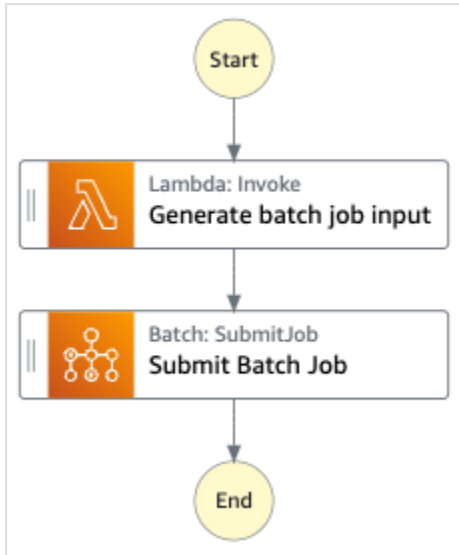 Start
Lambda: Invoke
Generate batch job input
Batch: SubmitJob
Submit Batch Job
End